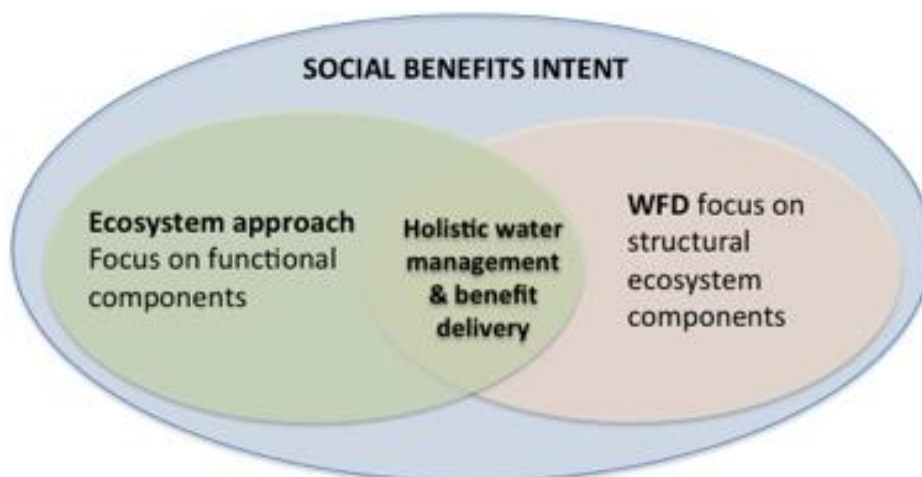 SOCIAL BENEFITS INTENT
Ecosystem approach
Focus on functional
components
Holistic water
management
& benefit
delivery
WFD focus on
structural
ecosystem
components